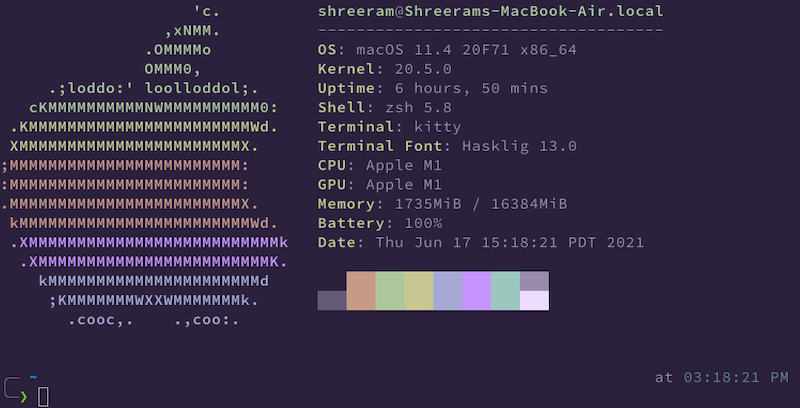 'c.          shreeram@Shreerams-MacBook-Air.local
                 ,xNMM.          ------------------------------------
               .OMMMMo           OS: macOS 11.4 20F71 x86_64
               OMMM0,            Kernel: 20.5.0
     .;loddo:' loolloddol;.      Uptime: 6 hours, 50 mins
   cKMMMMMMMMMMNWMMMMMMMMMM0:    Shell: zsh 5.8
 .KMMMMMMMMMMMMMMMMMMMMMMMWd.    Terminal: kitty
 XMMMMMMMMMMMMMMMMMMMMMMMX.      Terminal Font: Hasklig 13.0
;MMMMMMMMMMMMMMMMMMMMMMMM:       CPU: Apple M1
:MMMMMMMMMMMMMMMMMMMMMMMM:       GPU: Apple M1
.MMMMMMMMMMMMMMMMMMMMMMMMX.      Memory: 1735MiB / 16384MiB
 kMMMMMMMMMMMMMMMMMMMMMMMMWd.    Battery: 100%
 .XMMMMMMMMMMMMMMMMMMMMMMMMMMk   Date: Thu Jun 17 15:18:21 PDT 2021
  .XMMMMMMMMMMMMMMMMMMMMMMMMK.
    kMMMMMMMMMMMMMMMMMMMMMMd
     ;KMMMMMMMWXXWMMMMMMMk.
       .cooc,.    .,coo:.
~ at 03:18:21 PM
❯